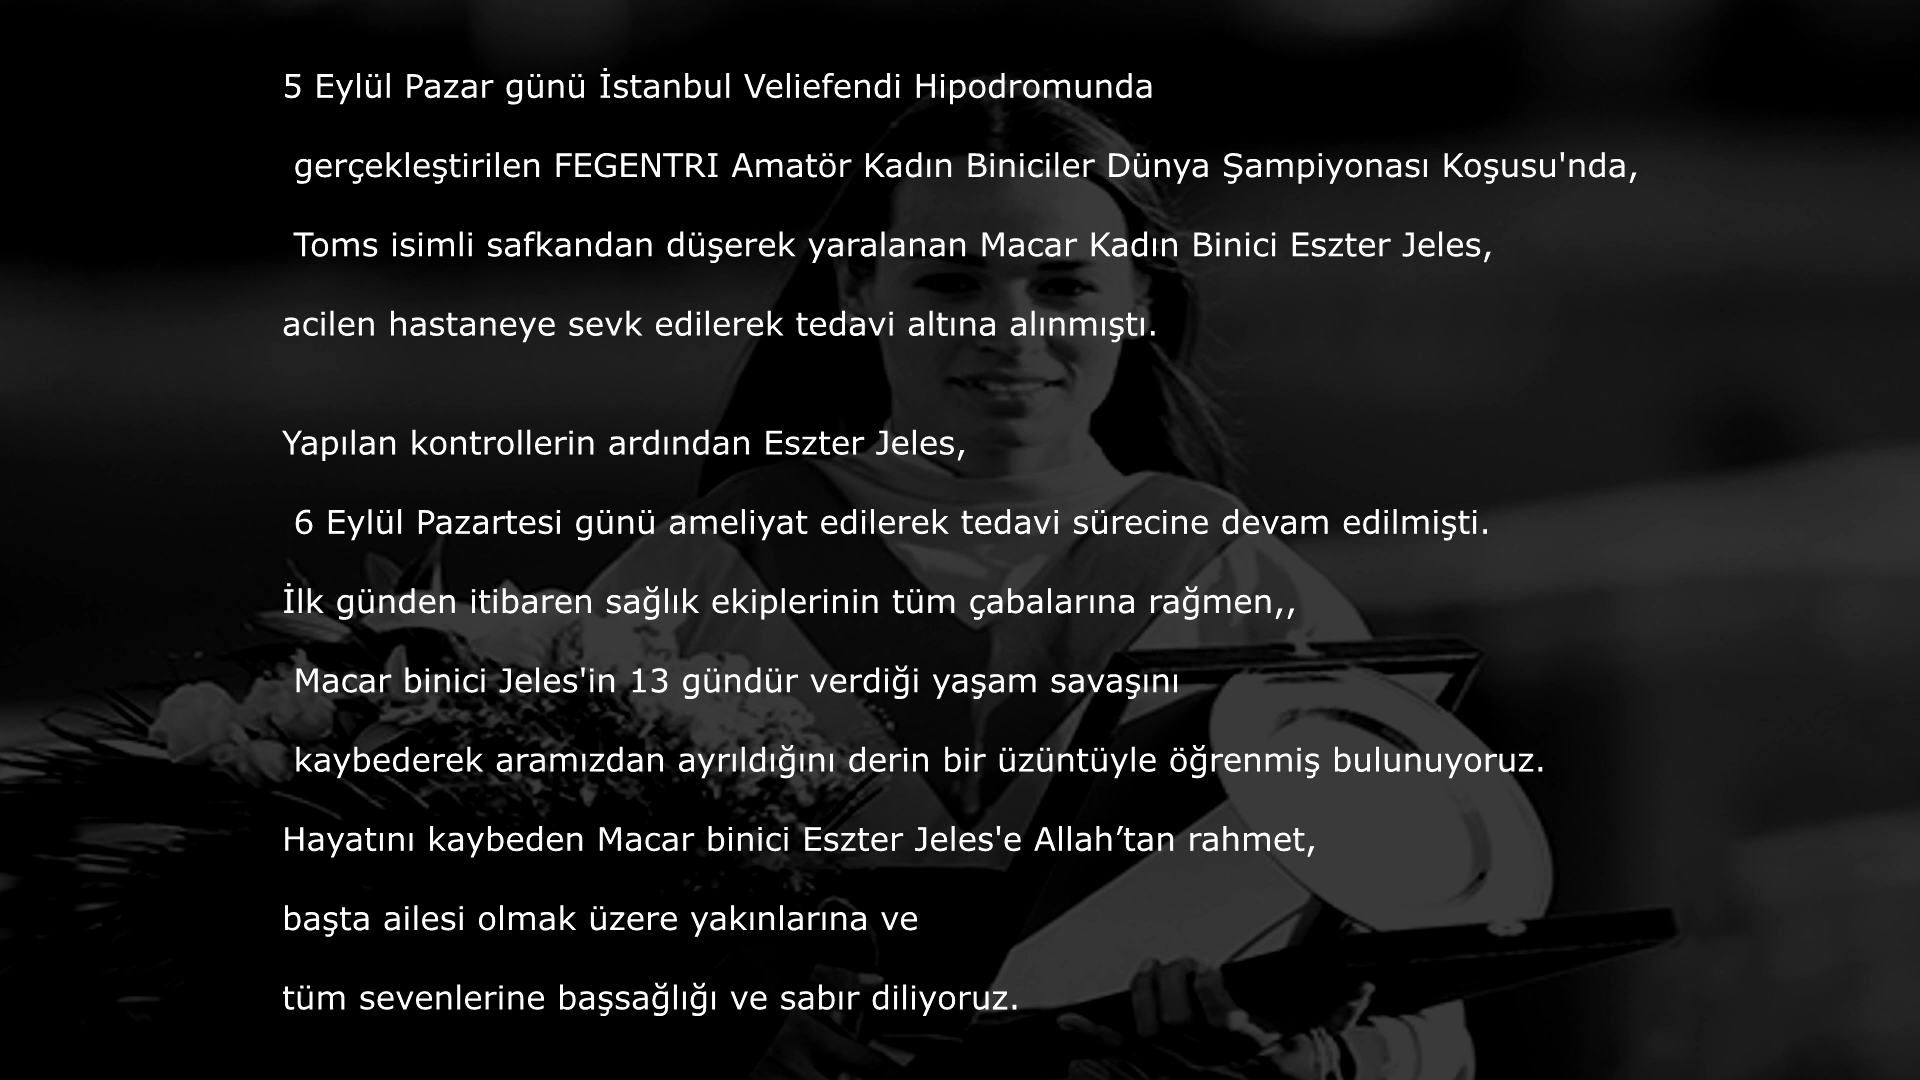 5 Eylül Pazar günü İstanbul Veliefendi Hipodromunda
gerçekleştirilen FEGENTRI Amatör Kadın Biniciler Dünya Şampiyonası Koşusu'nda,
Toms isimli safkandan düşerek yaralanan Macar Kadın Binici Eszter Jeles,
acilen hastaneye sevk edilerek tedavi altına alınmıştı.
Yapılan kontrollerin ardından Eszter Jeles,
6 Eylül Pazartesi günü ameliyat edilerek tedavi sürecine devam edilmişti.
İlk günden itibaren sağlık ekiplerinin tüm çabalarına rağmen,,
Macar binici Jeles'in 13 gündür verdiği yaşam savaşını
kaybederek aramızdan ayrıldığını derin bir üzüntüyle öğrenmiş bulunuyoruz.
Hayatını kaybeden Macar binici Eszter Jeles'e Allah’tan rahmet,
başta ailesi olmak üzere yakınlarına ve
tüm sevenlerine başsağlığı ve sabır diliyoruz.